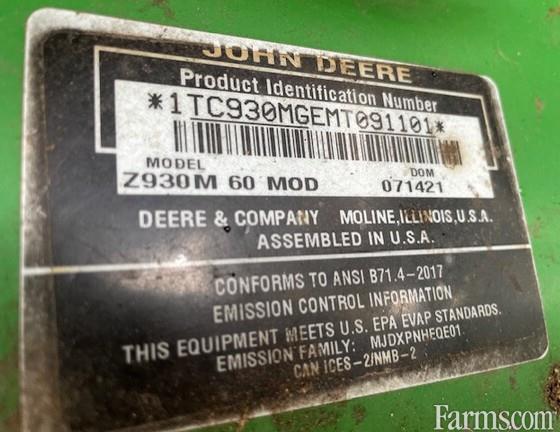 JOHN DEERE
Product Identification Number
*1TC930MGEMT091101*
MODEL DOM
Z930M 60 MOD 071421
DEERE & COMPANY MOLINE, ILLINOIS, U.S.A.
ASSEMBLED IN U.S.A.
CONFORMS TO ANSI B71.4-2017
EMISSION CONTROL INFORMATION
THIS EQUIPMENT MEETS U.S. EPA EVAP STANDARDS.
EMISSION FAMILY: MJDXPNHEQE01
CAN ICES-2/NMB-2
Farms.com